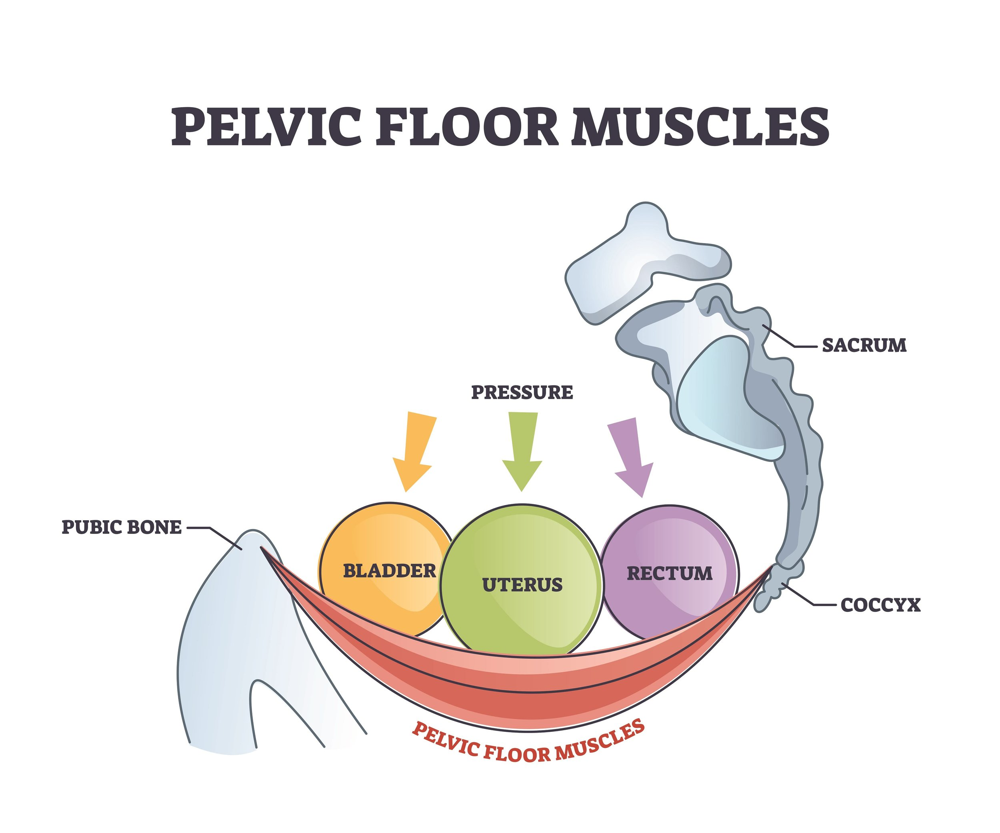 PELVIC FLOOR MUSCLES
SACRUM
PRESSURE
PUBIC BONE
BLADDER
UTERUS
RECTUM
COCCYX
PELVIC FLOOR MUSCLES